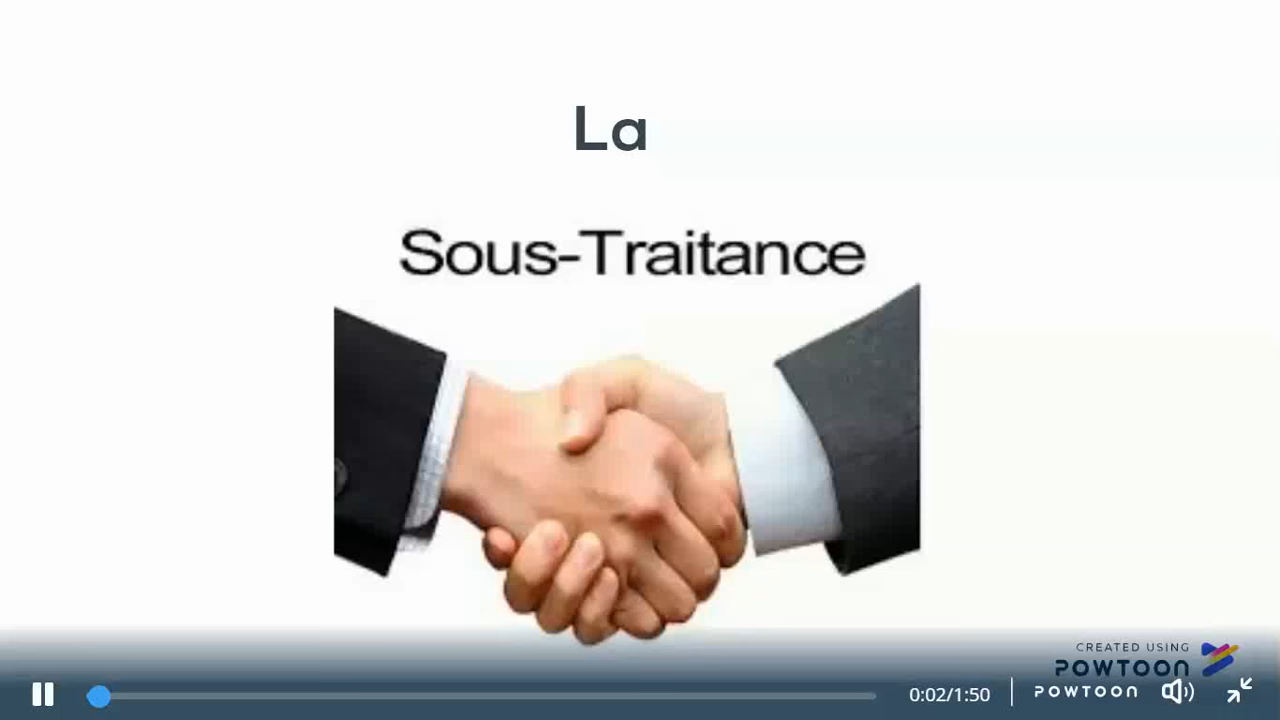 La
Sous-Traitance
CREATED USING
POWTOON
0:02/1:50
POWTOON